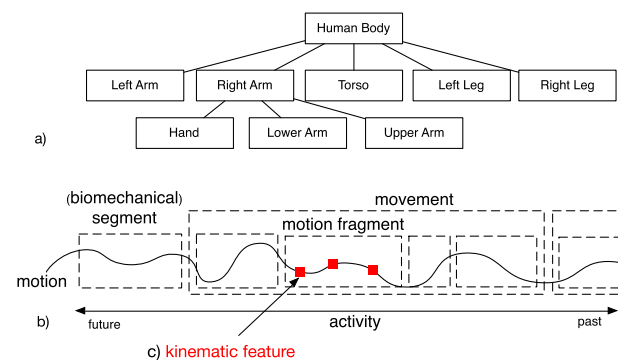 Human Body
Left Arm
Right Arm
Torso
Left Leg
Right Leg
Hand
Lower Arm
Upper Arm
a)
(biomechanical)
segment
movement
motion fragment
motion
b)
future
activity
past
c) kinematic feature